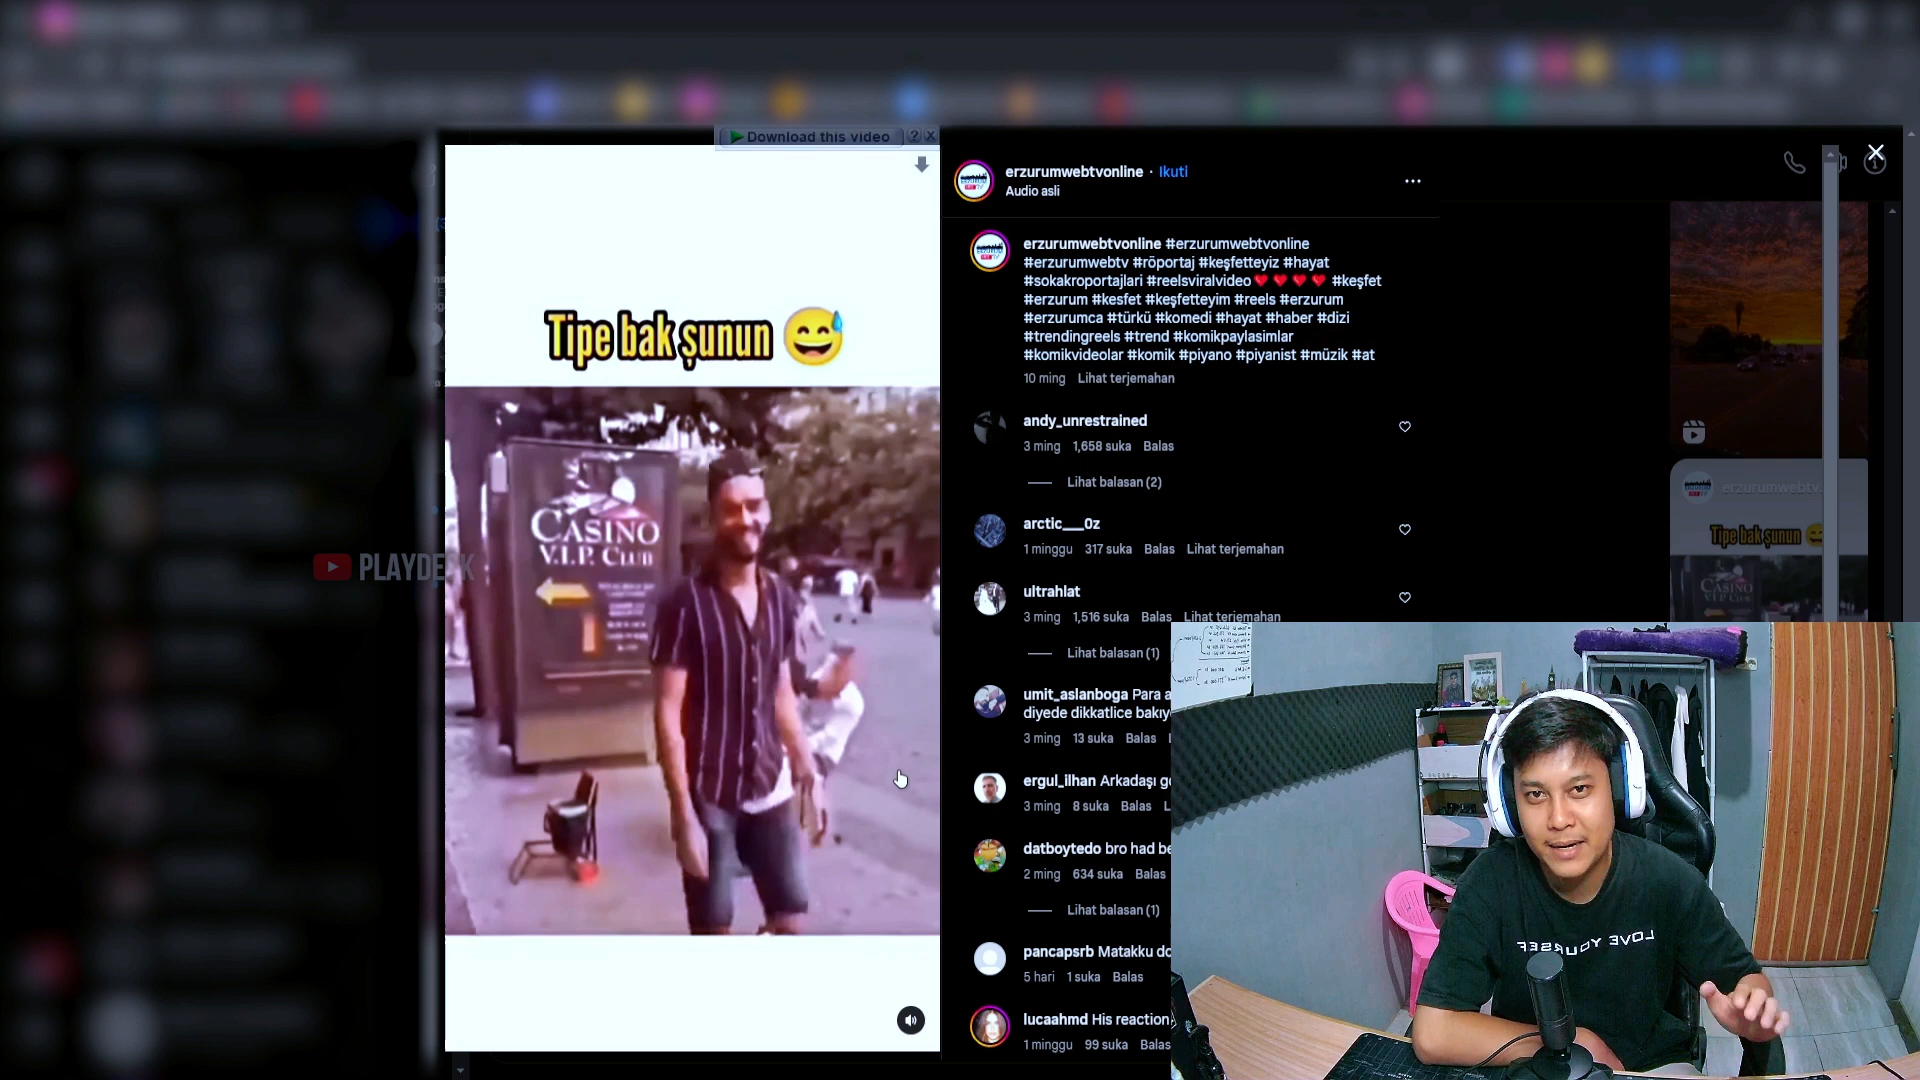 Download this video
Tipe bak şunun
CASINO
V.I.P. CLUB
PLAYDESK
erzurumwebtvonline · Ikuti
Audio asli
erzurumwebtvonline #erzurumwebtvonline
#erzurumwebtv #röportaj #keşfetteyiz #hayat
#sokakroportajlari #reelsviralvideo❤️❤️❤️❤️ #keşfet
#erzurum #kesfet #keşfetteyim #reels #erzurum
#erzurumca #türkü #komedi #hayat #haber #dizi
#trendingreels #trend #komikpaylasimlar
#komikvideolar #komik #piyano #piyanist #müzik #at
10 ming Lihat terjemahan
andy_unrestrained
3 ming 1,658 suka Balas
Lihat balasan (2)
arctic___0z
1 minggu 317 suka Balas Lihat terjemahan
ultrahlat
3 ming 1,516 suka Balas Lihat terjemahan
Lihat balasan (1)
umit_aslanboga Para a
diyede dikkatlice bakıy
3 ming 13 suka Balas
ergul_ilhan Arkadaşı g
3 ming 8 suka Balas L
datboytedo bro had be
2 ming 634 suka Balas
Lihat balasan (1)
pancapsrb Matakku do
5 hari 1 suka Balas
lucaahmd His reaction
1 minggu 99 suka Balas
erzurumwebtv
Tipe bak şunun
CASINO
LOVE YOURSEF